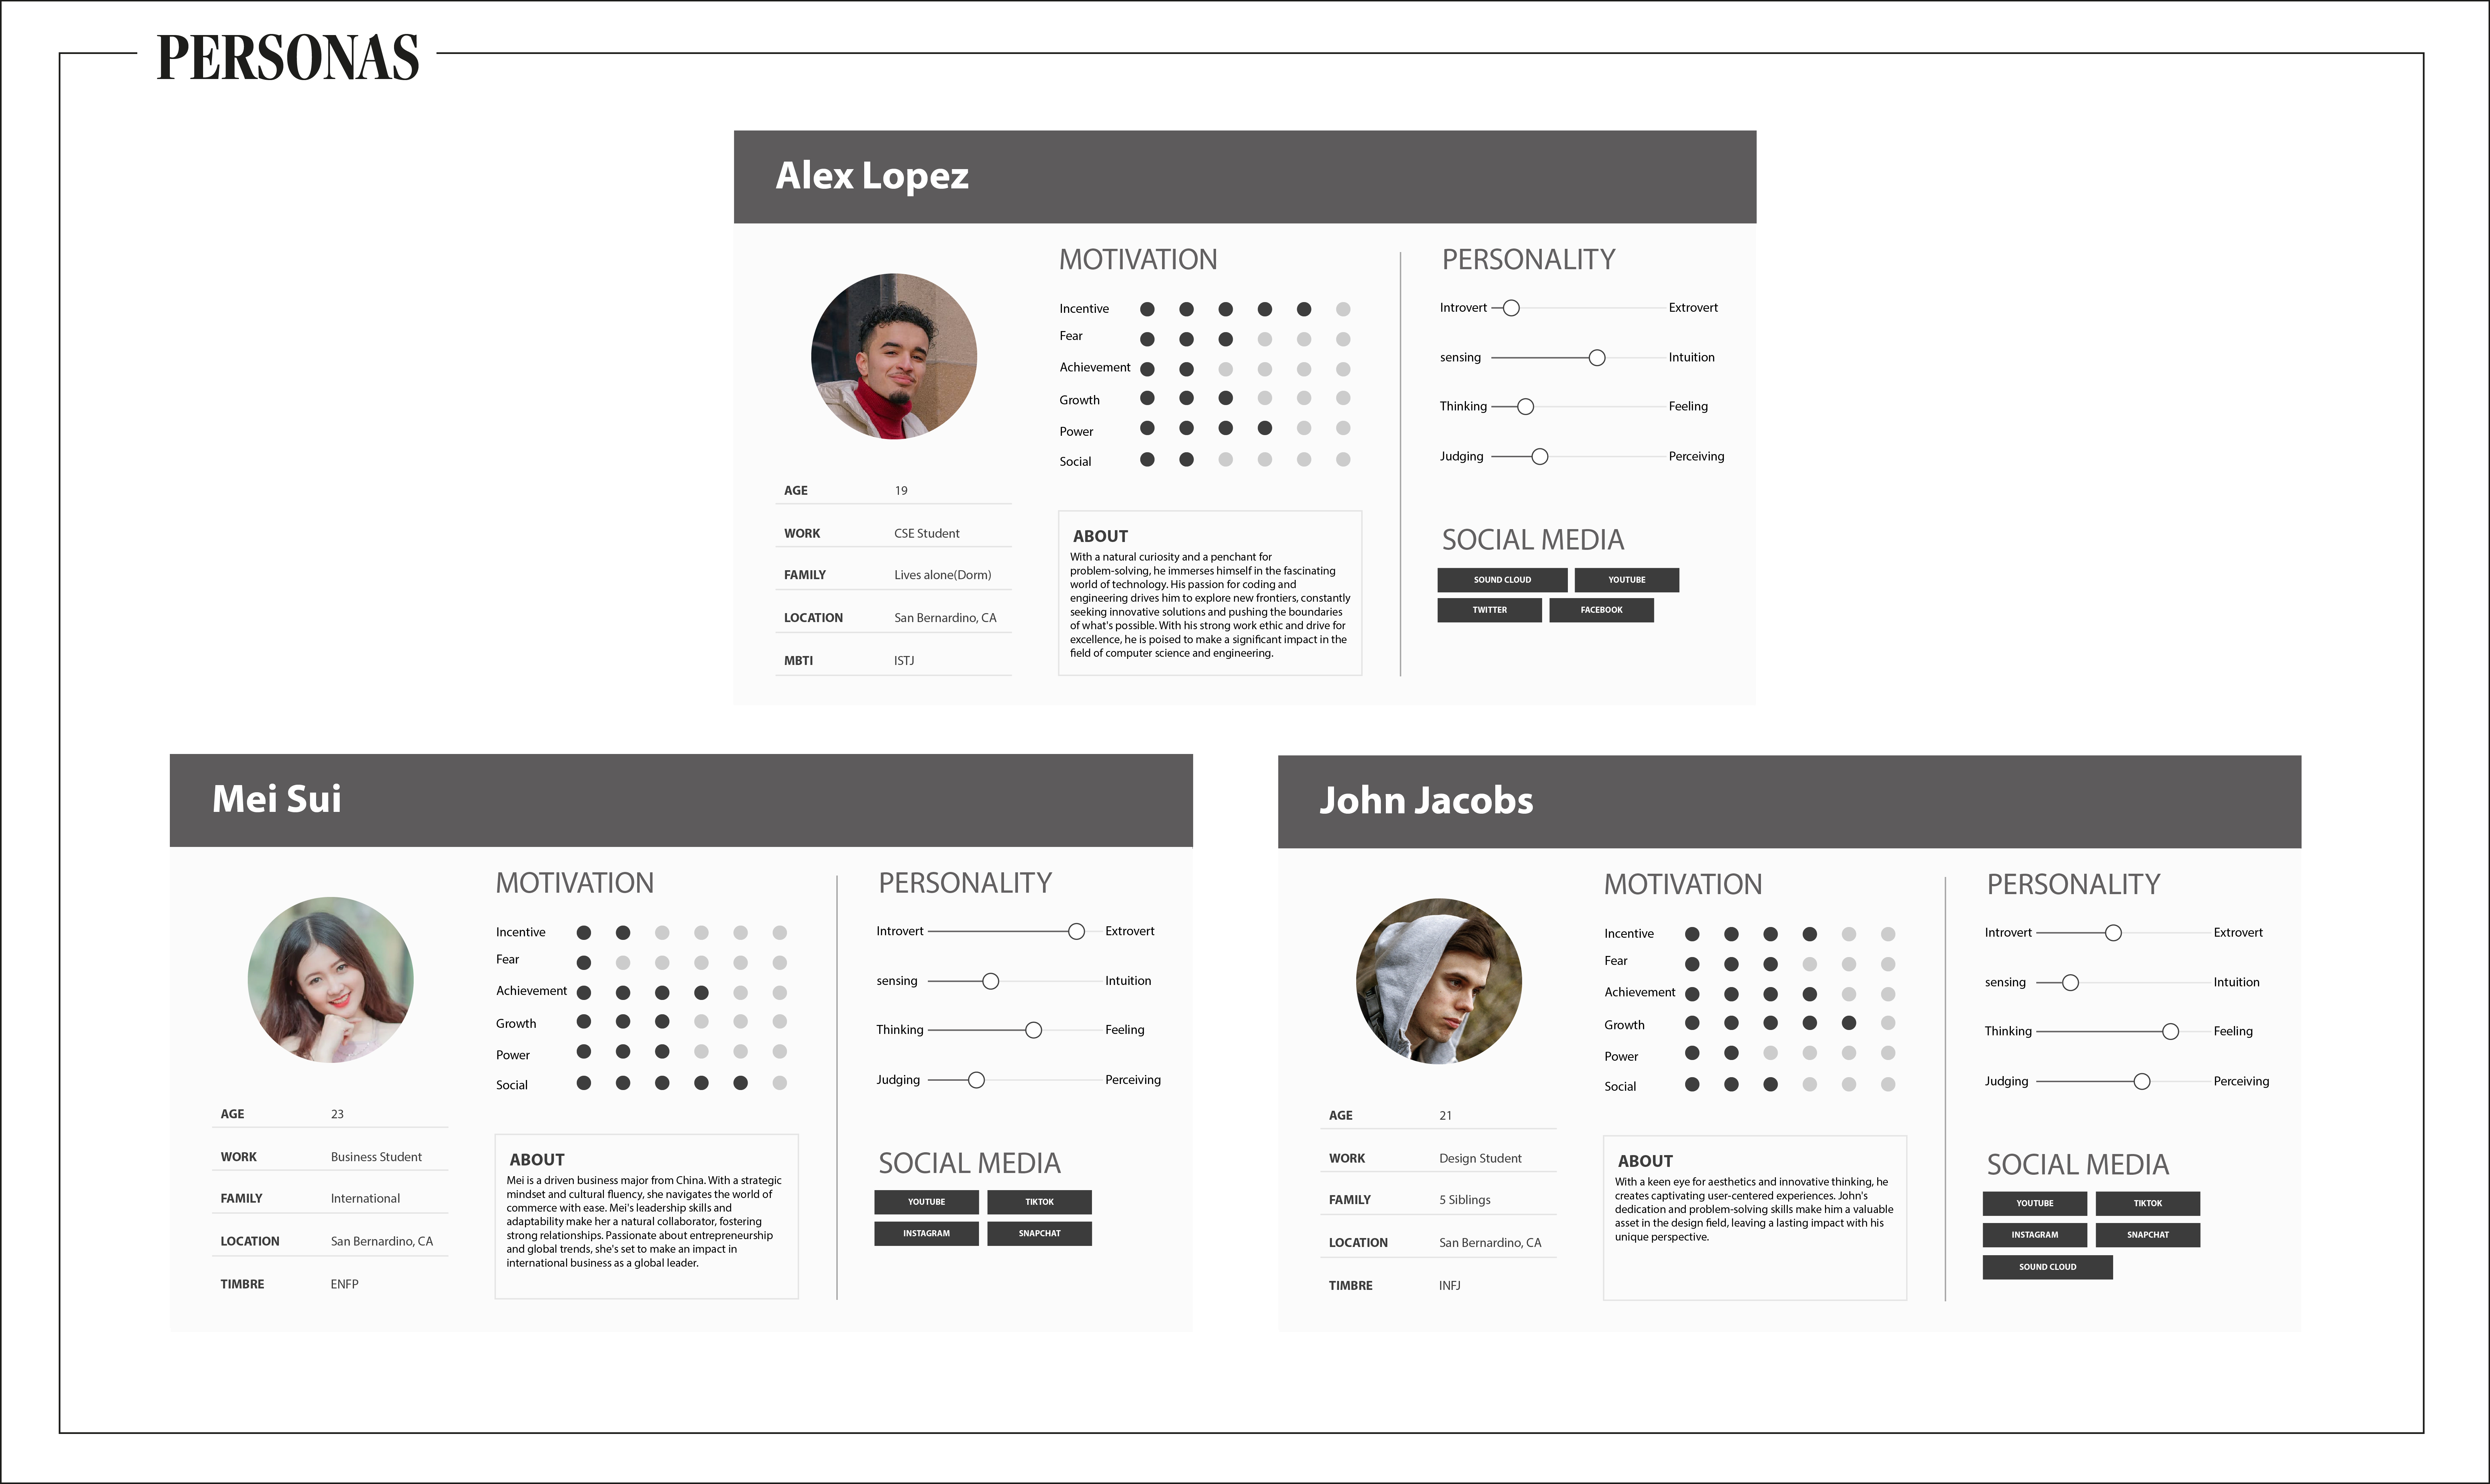 PERSONAS
Alex Lopez
MOTIVATION
Incentive
Fear
Achievement
Growth
Power
Social
PERSONALITY
Introvert Extrovert
sensing Intuition
Thinking Feeling
Judging Perceiving
AGE 19
WORK CSE Student
FAMILY Lives alone(Dorm)
LOCATION San Bernardino, CA
MBTI ISTJ
ABOUT
With a natural curiosity and a penchant for
problem-solving, he immerses himself in the fascinating
world of technology. His passion for coding and
engineering drives him to explore new frontiers, constantly
seeking innovative solutions and pushing the boundaries
of what's possible. With his strong work ethic and drive for
excellence, he is poised to make a significant impact in the
field of computer science and engineering.
SOCIAL MEDIA
SOUND CLOUD YOUTUBE
TWITTER FACEBOOK
Mei Sui
MOTIVATION
Incentive
Fear
Achievement
Growth
Power
Social
PERSONALITY
Introvert Extrovert
sensing Intuition
Thinking Feeling
Judging Perceiving
AGE 23
WORK Business Student
FAMILY International
LOCATION San Bernardino, CA
TIMBRE ENFP
ABOUT
Mei is a driven business major from China. With a strategic
mindset and cultural fluency, she navigates the world of
commerce with ease. Mei's leadership skills and
adaptability make her a natural collaborator, fostering
strong relationships. Passionate about entrepreneurship
and global trends, she's set to make an impact in
international business as a global leader.
SOCIAL MEDIA
YOUTUBE TIKTOK
INSTAGRAM SNAPCHAT
John Jacobs
MOTIVATION
Incentive
Fear
Achievement
Growth
Power
Social
PERSONALITY
Introvert Extrovert
sensing Intuition
Thinking Feeling
Judging Perceiving
AGE 21
WORK Design Student
FAMILY 5 Siblings
LOCATION San Bernardino, CA
TIMBRE INFJ
ABOUT
With a keen eye for aesthetics and innovative thinking, he
creates captivating user-centered experiences. John's
dedication and problem-solving skills make him a valuable
asset in the design field, leaving a lasting impact with his
unique perspective.
SOCIAL MEDIA
YOUTUBE TIKTOK
INSTAGRAM SNAPCHAT
SOUND CLOUD